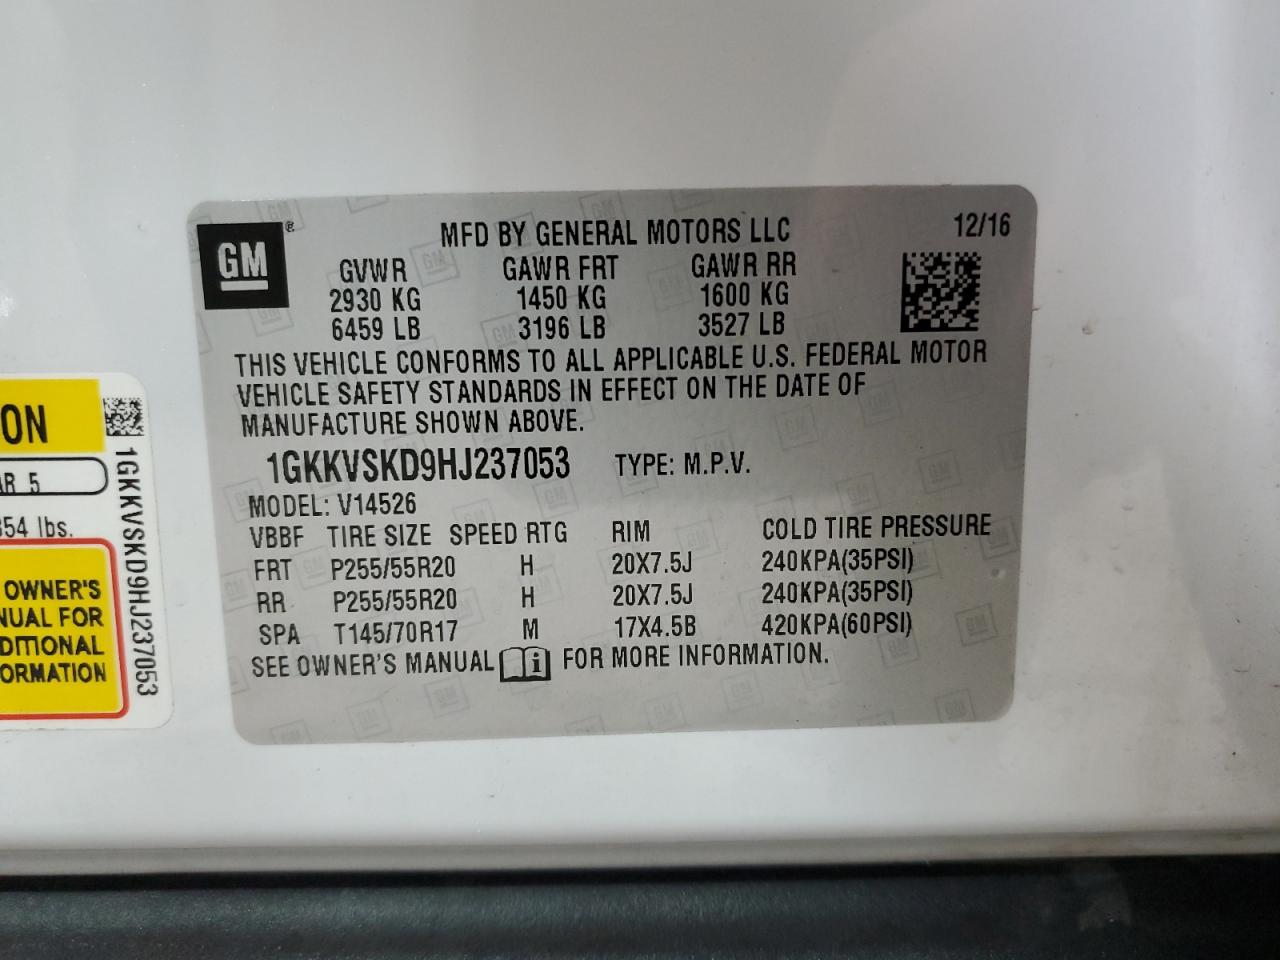 GM ®
MFD BY GENERAL MOTORS LLC 12/16
GVWR GAWR FRT GAWR RR
2930 KG 1450 KG 1600 KG
6459 LB 3196 LB 3527 LB
THIS VEHICLE CONFORMS TO ALL APPLICABLE U.S. FEDERAL MOTOR
VEHICLE SAFETY STANDARDS IN EFFECT ON THE DATE OF
MANUFACTURE SHOWN ABOVE.
1GKKVSKD9HJ237053 TYPE: M.P.V.
MODEL: V14526
VBBF TIRE SIZE SPEED RTG RIM COLD TIRE PRESSURE
FRT P255/55R20 H 20X7.5J 240KPA(35PSI)
RR P255/55R20 H 20X7.5J 240KPA(35PSI)
SPA T145/70R17 M 17X4.5B 420KPA(60PSI)
SEE OWNER'S MANUAL i FOR MORE INFORMATION.
ON
AR 5
354 lbs.
OWNER'S
NUAL FOR
DITIONAL
ORMATION
1GKKVSKD9HJ237053